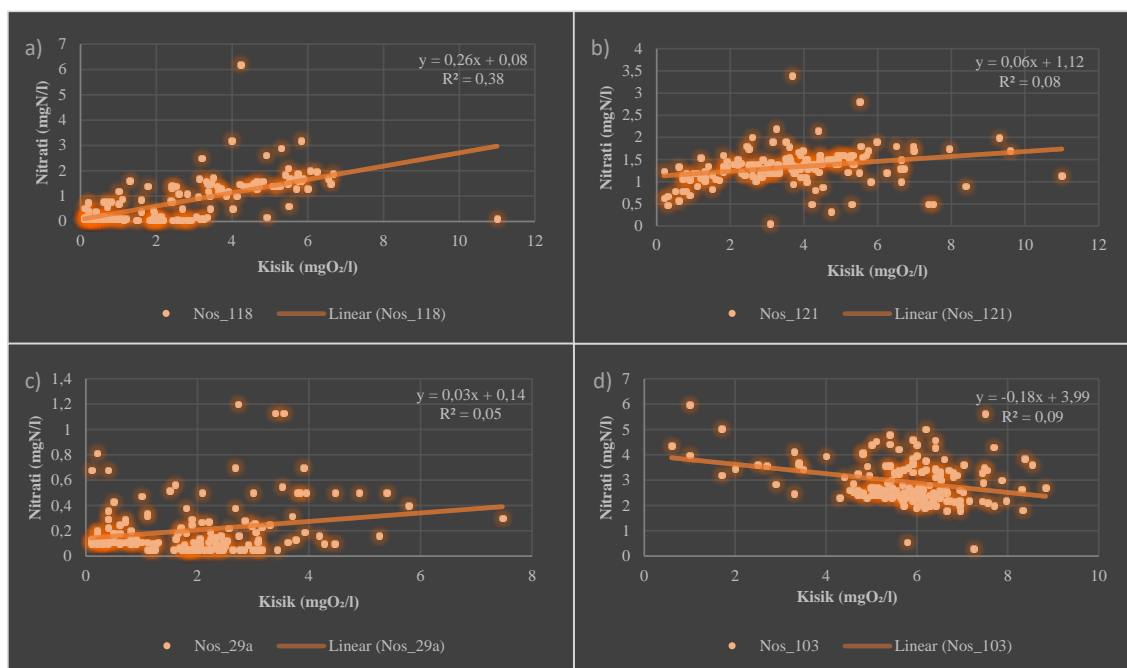 a)
y = 0,26x + 0,08
R² = 0,38
Nitrati (mgN/l)
7
6
5
4
3
2
1
0
0 2 4 6 8 10 12
Kisik (mgO₂/l)
Nos_118 Linear (Nos_118)
b)
y = 0,06x + 1,12
R² = 0,08
Nitrati (mgN/l)
4
3,5
3
2,5
2
1,5
1
0,5
0
0 2 4 6 8 10 12
Kisik (mgO₂/l)
Nos_121 Linear (Nos_121)
c)
y = 0,03x + 0,14
R² = 0,05
Nitrati (mgN/l)
1,4
1,2
1
0,8
0,6
0,4
0,2
0
0 2 4 6 8
Kisik (mgO₂/l)
Nos_29a Linear (Nos_29a)
d)
y = -0,18x + 3,99
R² = 0,09
Nitrati (mgN/l)
7
6
5
4
3
2
1
0
0 2 4 6 8 10
Kisik (mgO₂/l)
Nos_103 Linear (Nos_103)